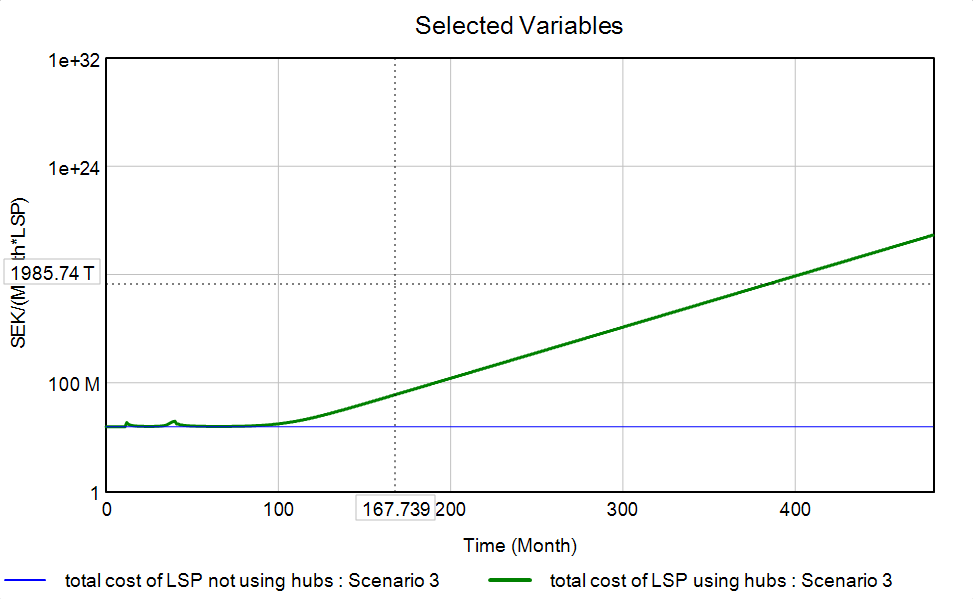 Selected Variables
1e+32
1e+24
SEK/(M th*LSP)
1985.74 T
100 M
1
0
100
167.739
200
300
400
Time (Month)
total cost of LSP not using hubs : Scenario 3
total cost of LSP using hubs : Scenario 3